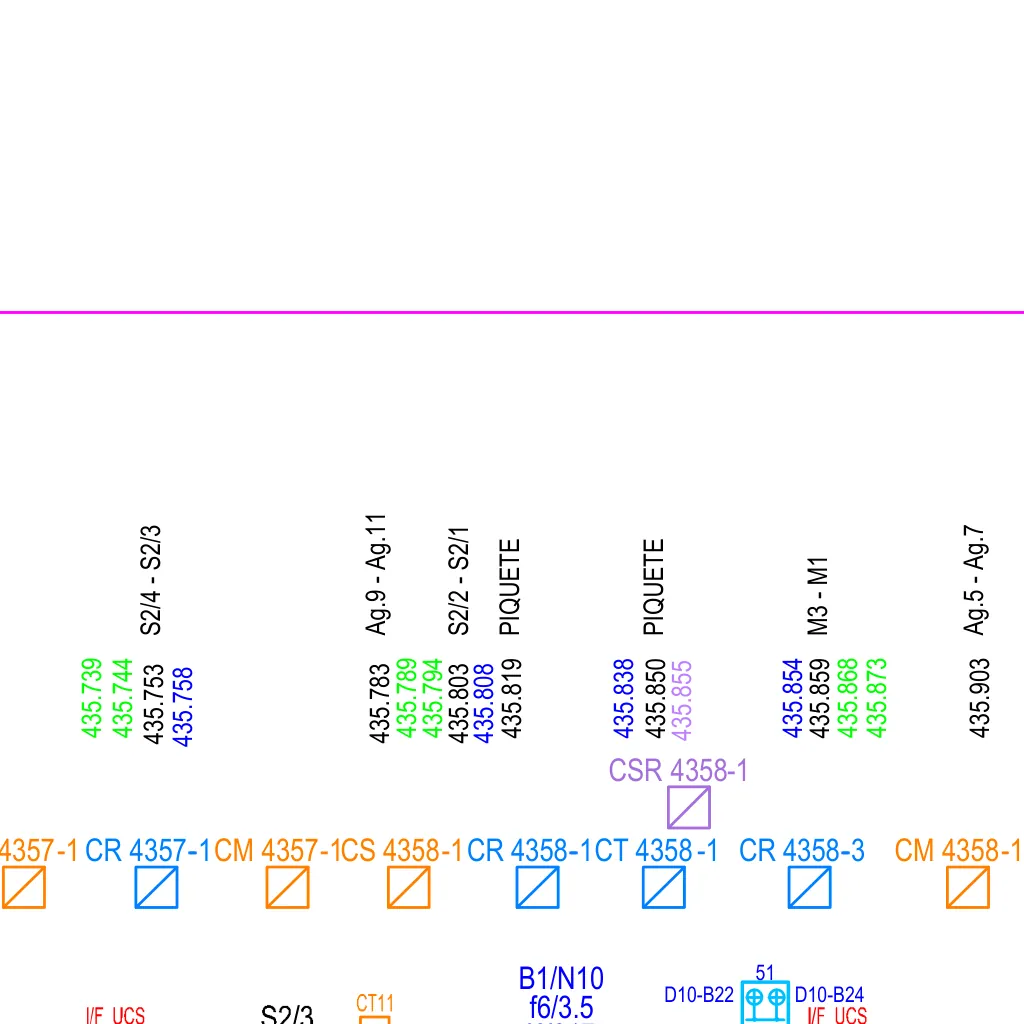 S2/4 - S2/3
Ag.9 - Ag.11
S2/2 - S2/1
PIQUETE
PIQUETE
M3 - M1
Ag.5 - Ag.7
435.739
435.744
435.753
435.758
435.783
435.789
435.794
435.803
435.808
435.819
435.838
435.850
435.855
435.854
435.859
435.868
435.873
435.903
CSR 4358-1
4357-1
CR 4357-1
CM 4357-1
CS 4358-1
CR 4358-1
CT 4358-1
CR 4358-3
CM 4358-1
B1/N10
f6/3.5
51
D10-B22
D10-B24
CT11
I/F UCS
S2/3
I/F UCS